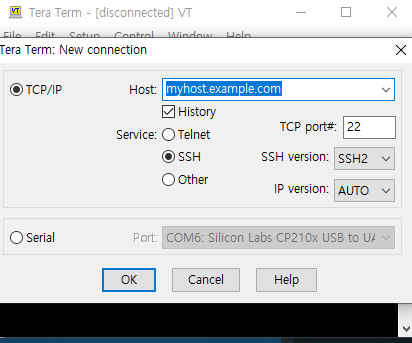 VT Tera Term - [disconnected] VT
File Edit Setup Control Window Help
Tera Term: New connection
TCP/IP Host: myhost.example.com
History
Service: Telnet TCP port#: 22
SSH SSH version: SSH2
Other IP version: AUTO
Serial Port: COM6: Silicon Labs CP210x USB to UA
OK Cancel Help